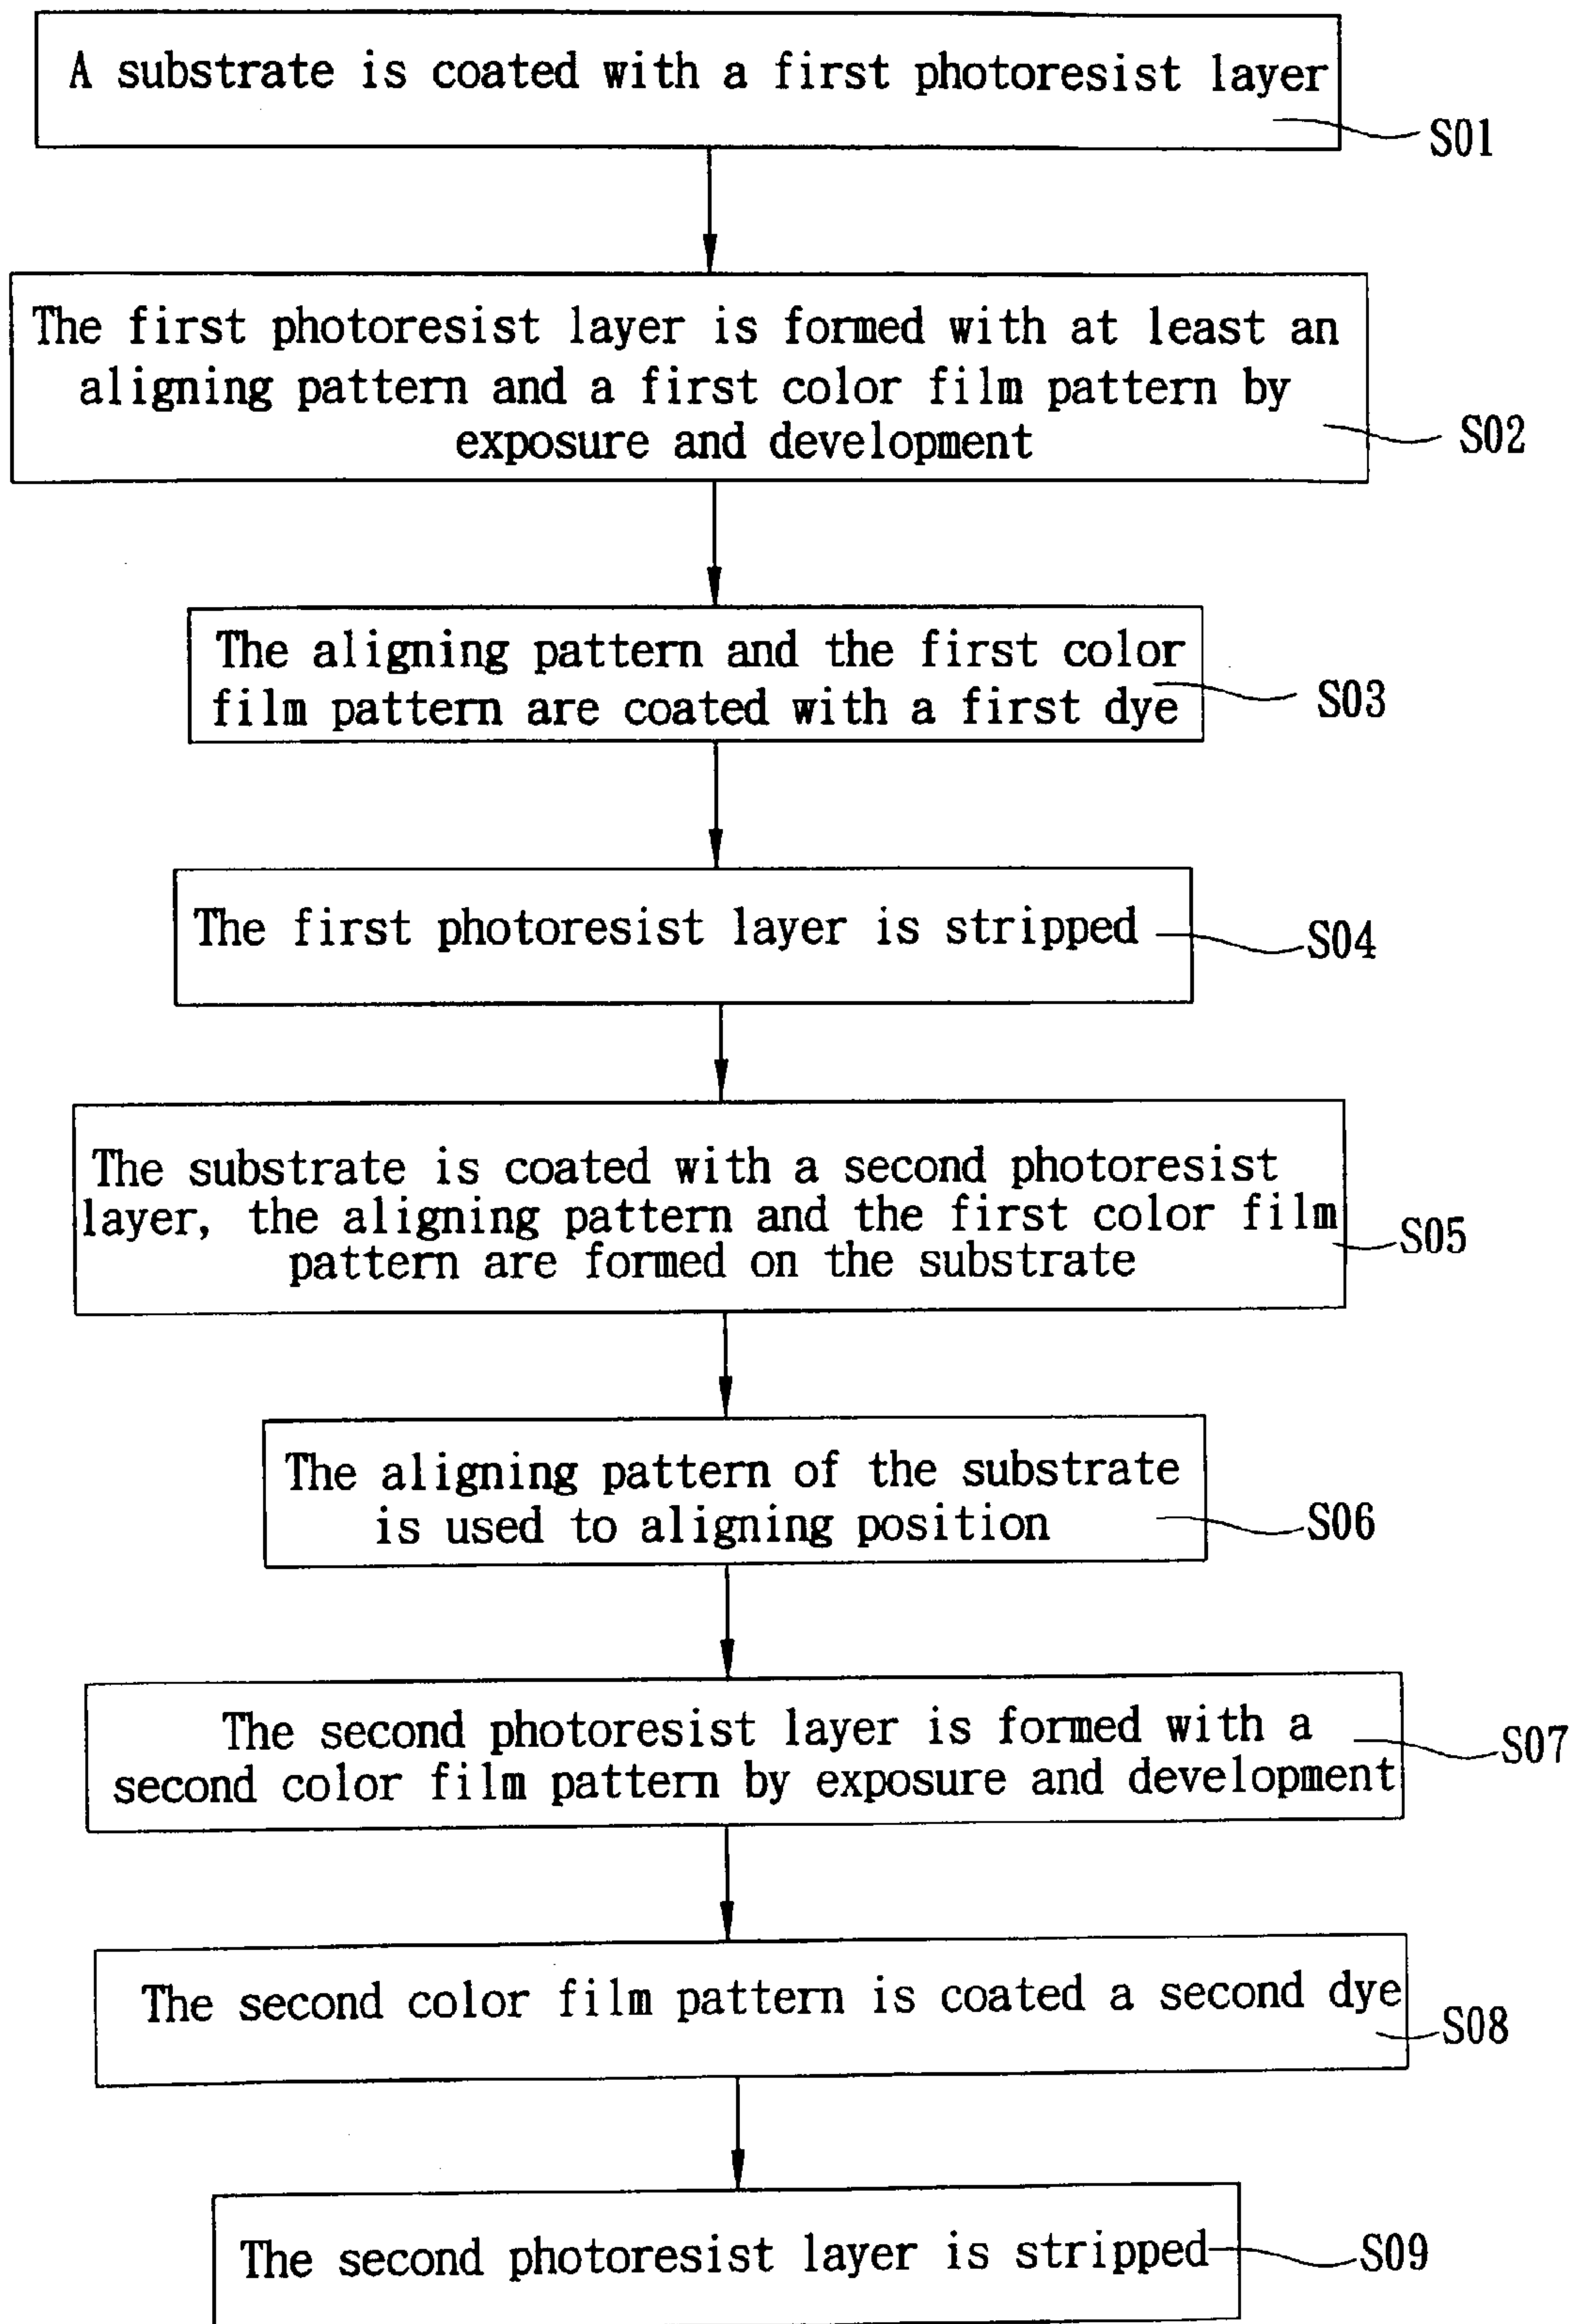 A substrate is coated with a first photoresist layer
S01
The first photoresist layer is formed with at least an
aligning pattern and a first color film pattern by
exposure and development
S02
The aligning pattern and the first color
film pattern are coated with a first dye
S03
The first photoresist layer is stripped
S04
The substrate is coated with a second photoresist
layer, the aligning pattern and the first color film
pattern are formed on the substrate
S05
The aligning pattern of the substrate
is used to aligning position
S06
The second photoresist layer is formed with a
second color film pattern by exposure and development
S07
The second color film pattern is coated a second dye
S08
The second photoresist layer is stripped
S09